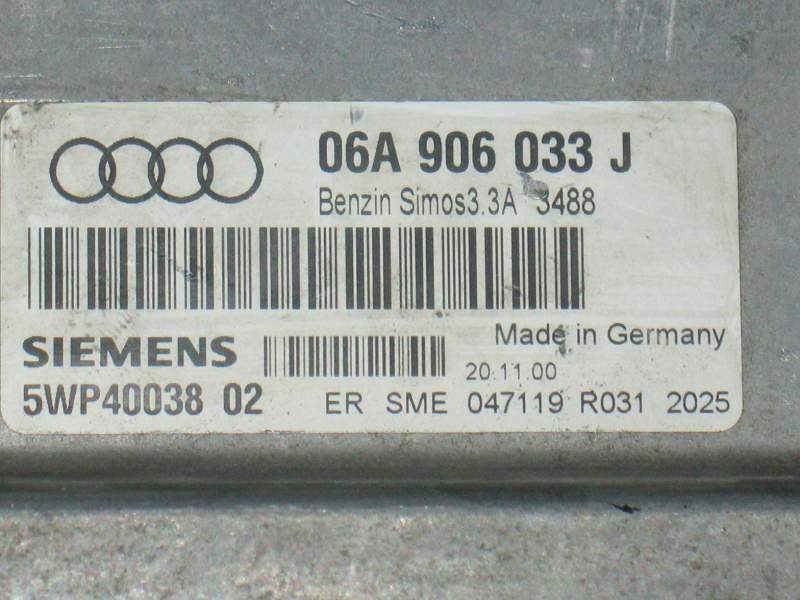 06A 906 033 J
Benzin Simos3.3A 3488
Made in Germany
SIEMENS
20.11.00
5WP40038 02
ER SME 047119 R031 2025